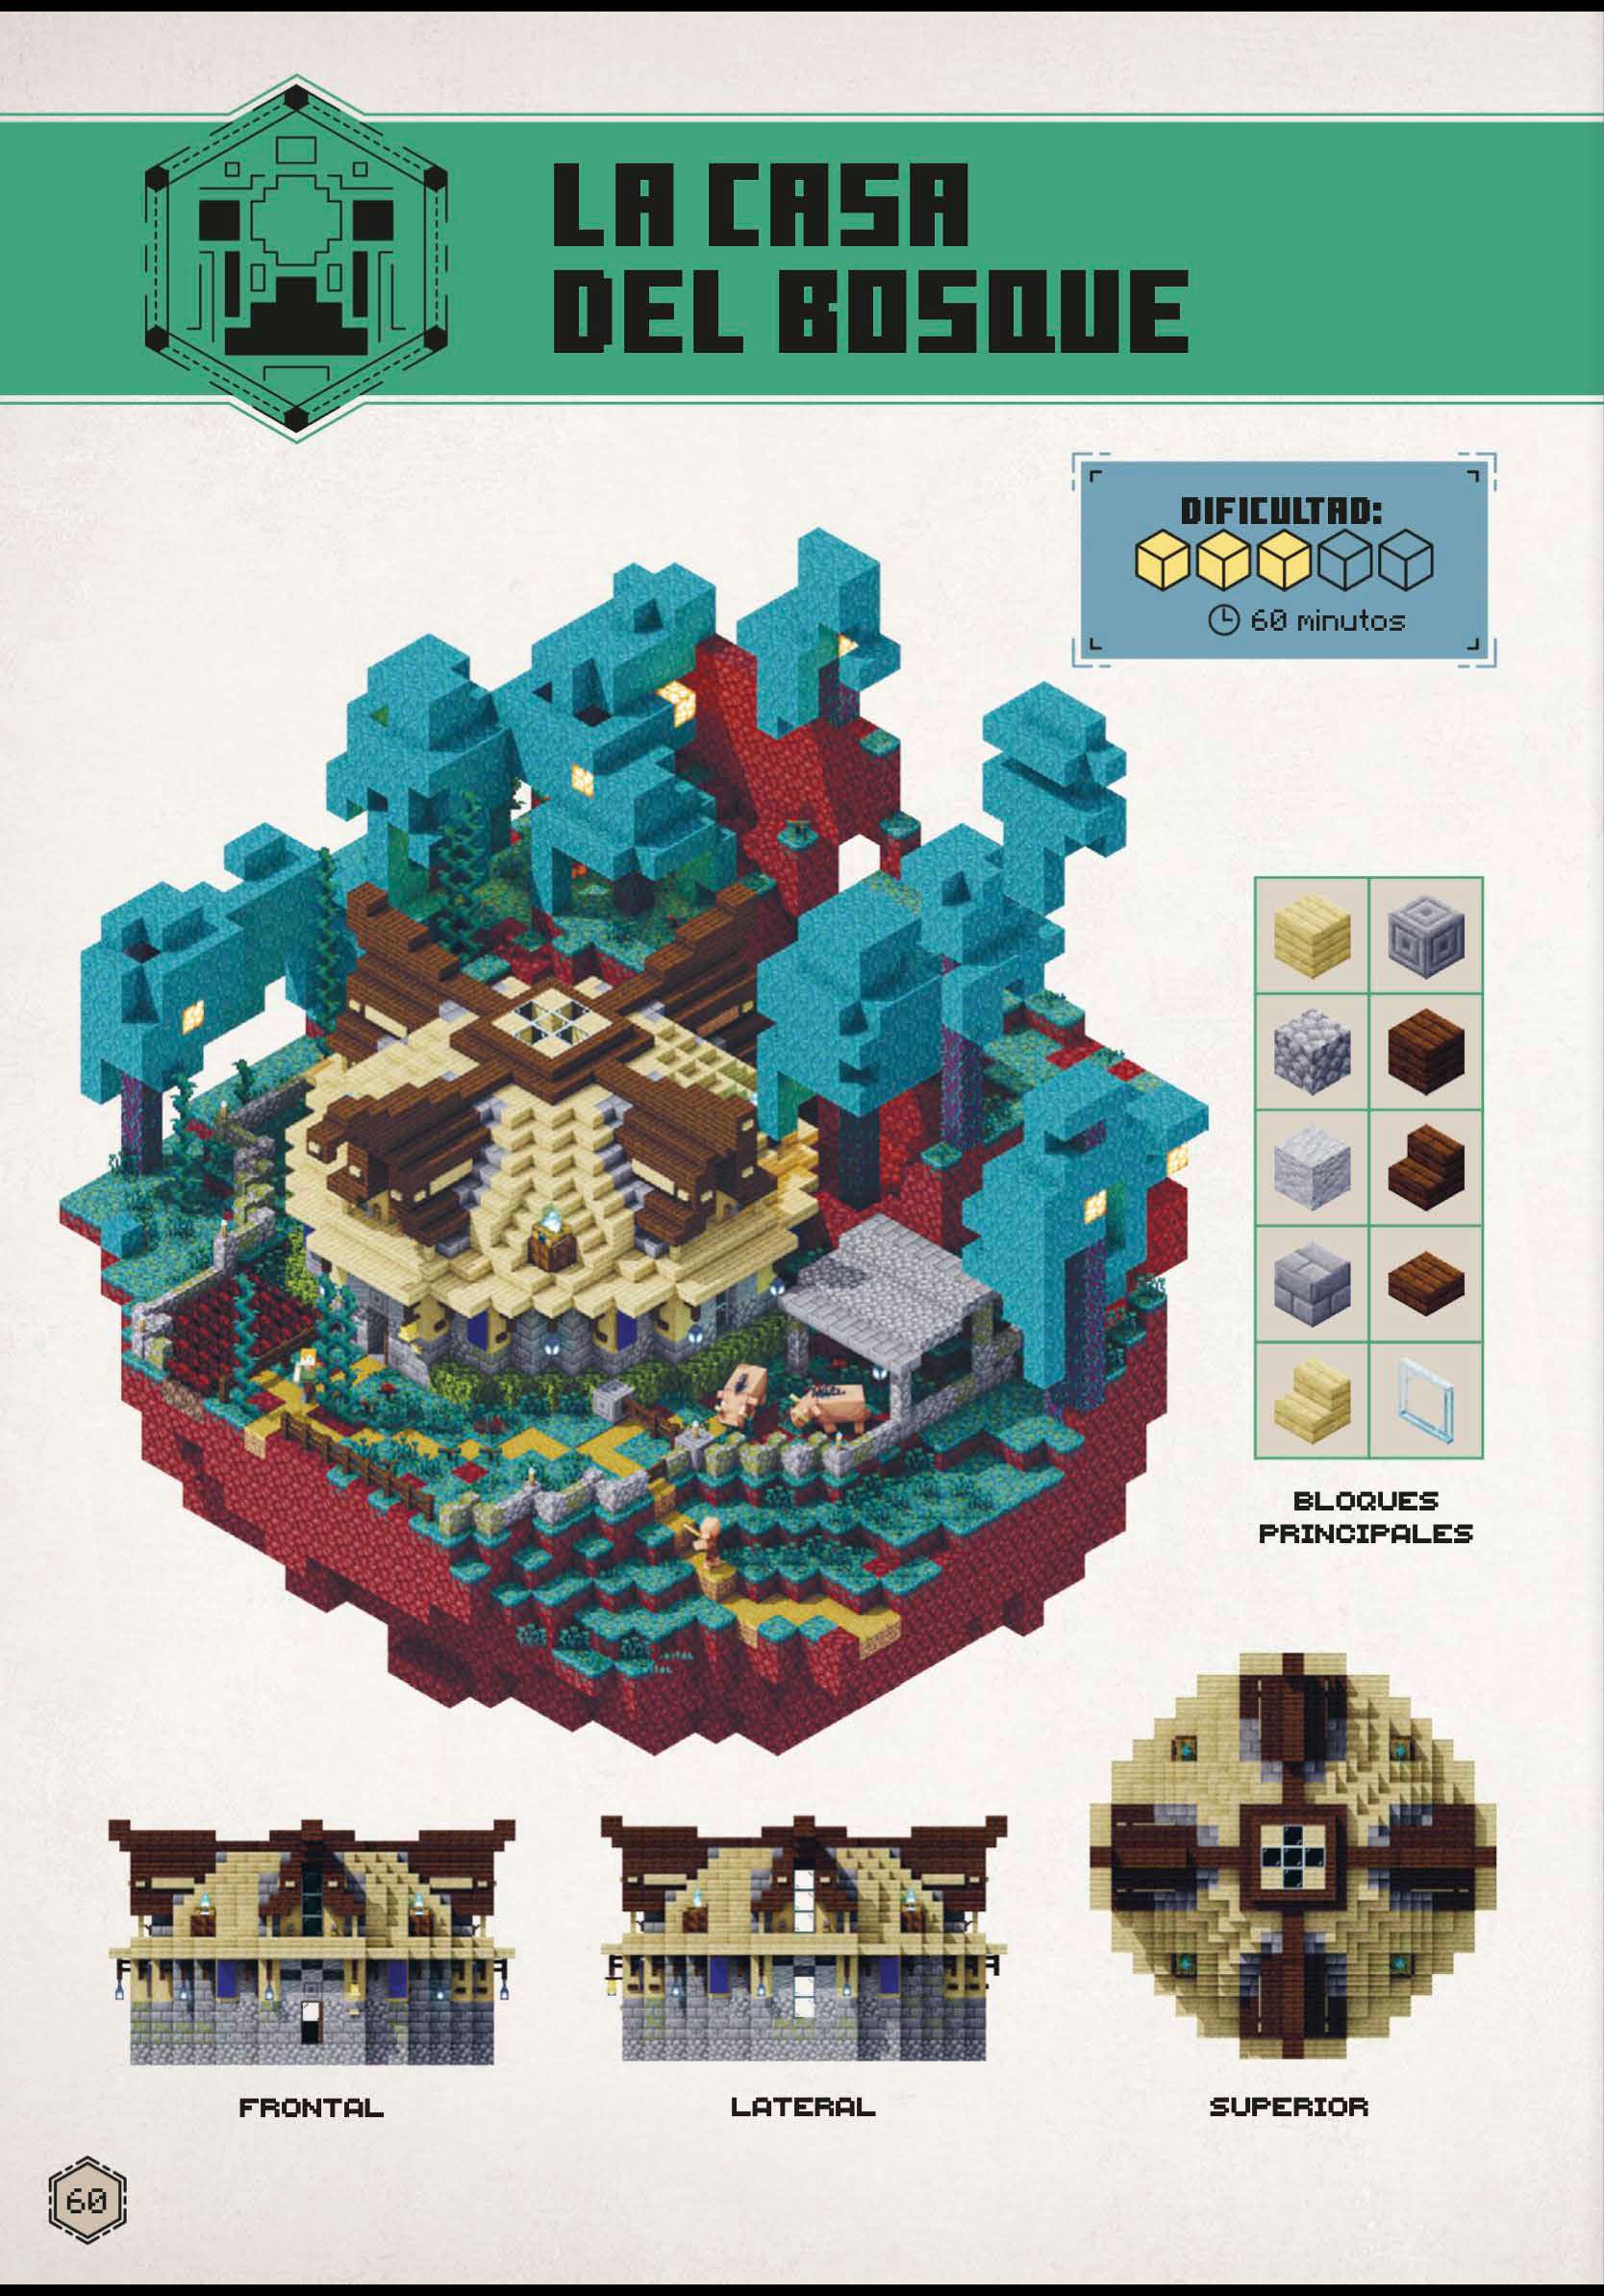 LA CASA
DEL BOSQUE
DIFICULTAD:
60 minutos
BLOQUES
PRINCIPALES
FRONTAL
LATERAL
SUPERIOR
60